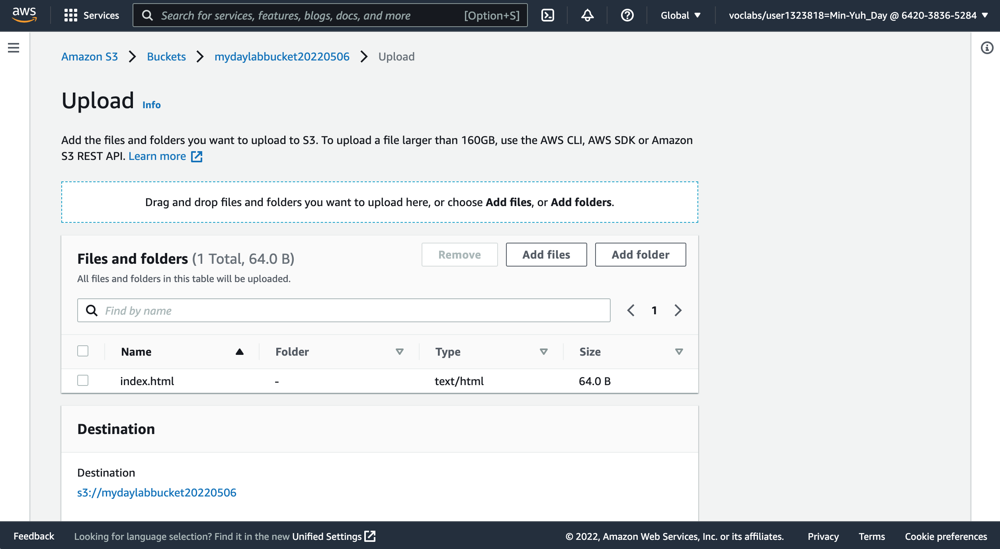 aws
Services
Search for services, features, blogs, docs, and more
[Option+S]
Global
voclabs/user1323818=Min-Yuh_Day @ 6420-3836-5284
Amazon S3
Buckets
mydaylabbucket20220506
Upload
Upload
Info
Add the files and folders you want to upload to S3. To upload a file larger than 160GB, use the AWS CLI, AWS SDK or Amazon
S3 REST API. Learn more
Drag and drop files and folders you want to upload here, or choose Add files, or Add folders.
Files and folders (1 Total, 64.0 B)
Remove
Add files
Add folder
All files and folders in this table will be uploaded.
Find by name
1
Name
Folder
Type
Size
index.html
-
text/html
64.0 B
Destination
Destination
s3://mydaylabbucket20220506
Feedback
Looking for language selection? Find it in the new Unified Settings
© 2022, Amazon Web Services, Inc. or its affiliates.
Privacy
Terms
Cookie preferences